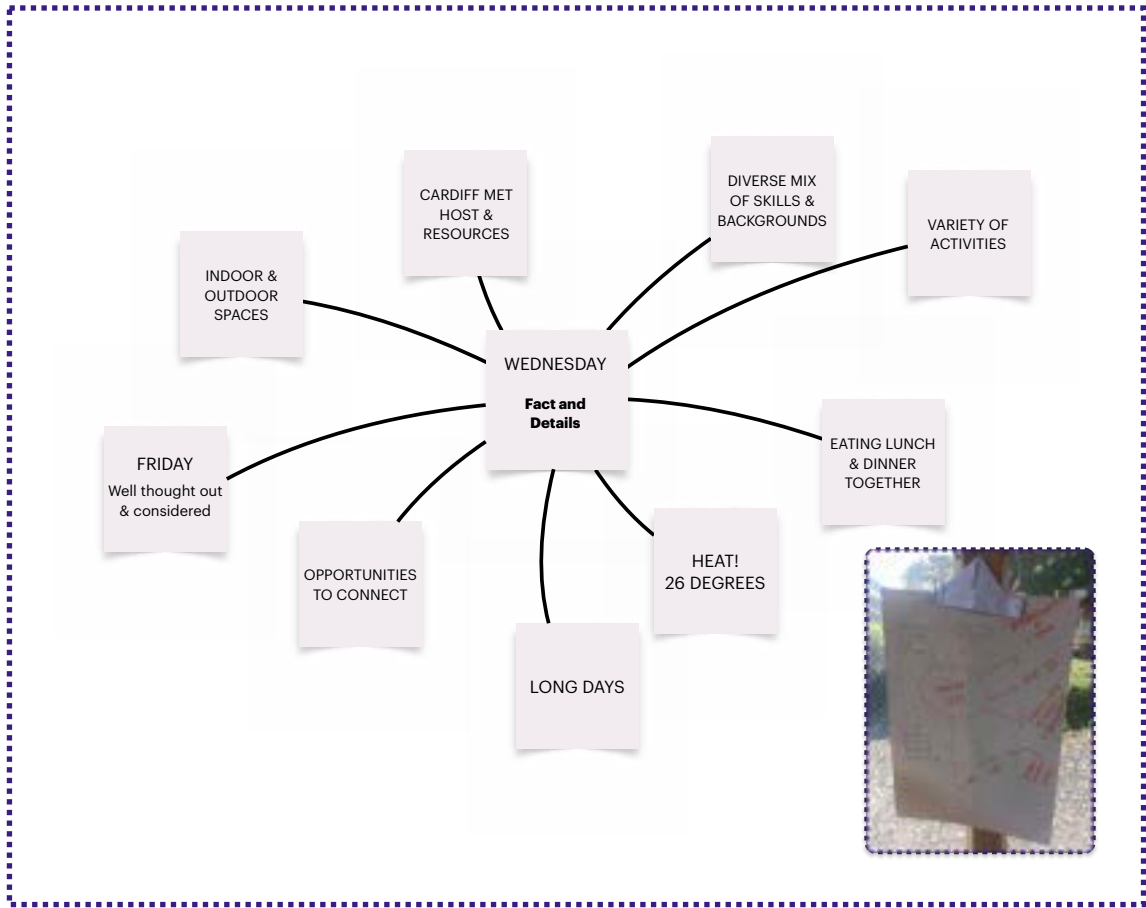 CARDIFF MET
HOST &
RESOURCES
DIVERSE MIX
OF SKILLS &
BACKGROUNDS
VARIETY OF
ACTIVITIES
INDOOR &
OUTDOOR
SPACES
WEDNESDAY
Fact and
Details
FRIDAY
Well thought out
& considered
EATING LUNCH
& DINNER
TOGETHER
OPPORTUNITIES
TO CONNECT
HEAT!
26 DEGREES
LONG DAYS